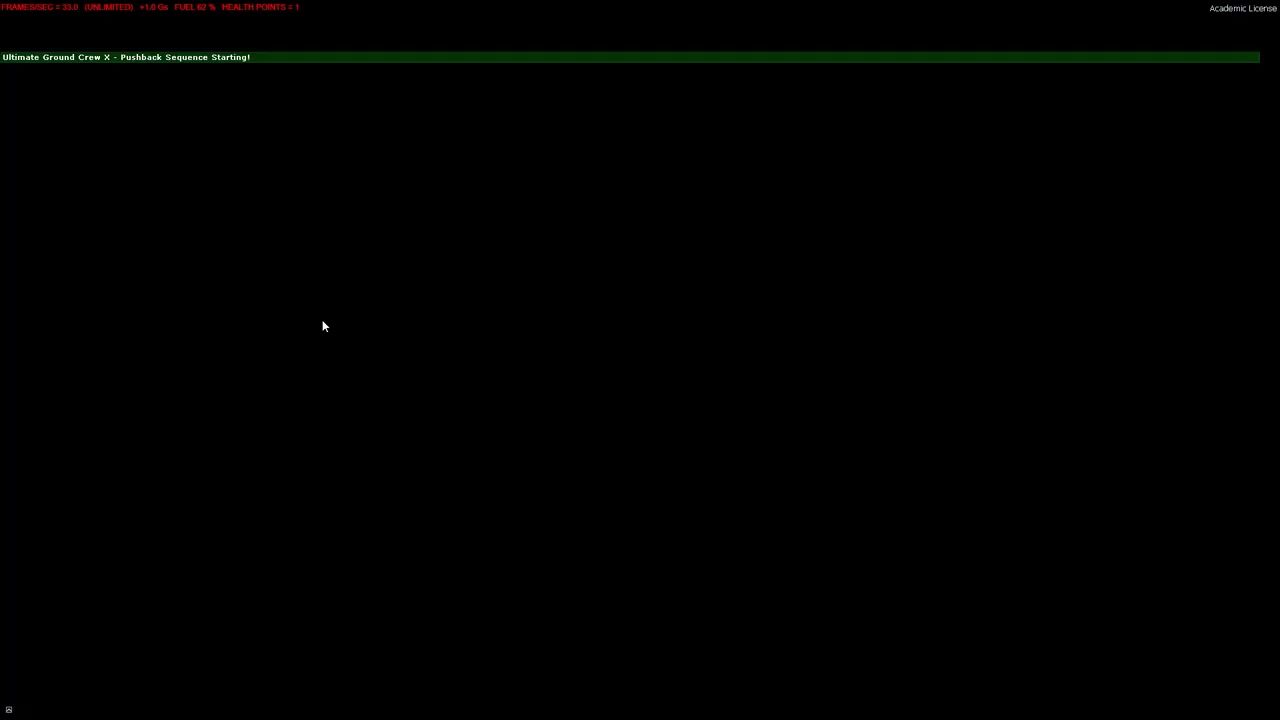 FRAMES/SEC = 33.0 (UNLIMITED) +1.0 Gs FUEL 62 % HEALTH POINTS = 1
Academic License
Ultimate Ground Crew X - Pushback Sequence Starting!